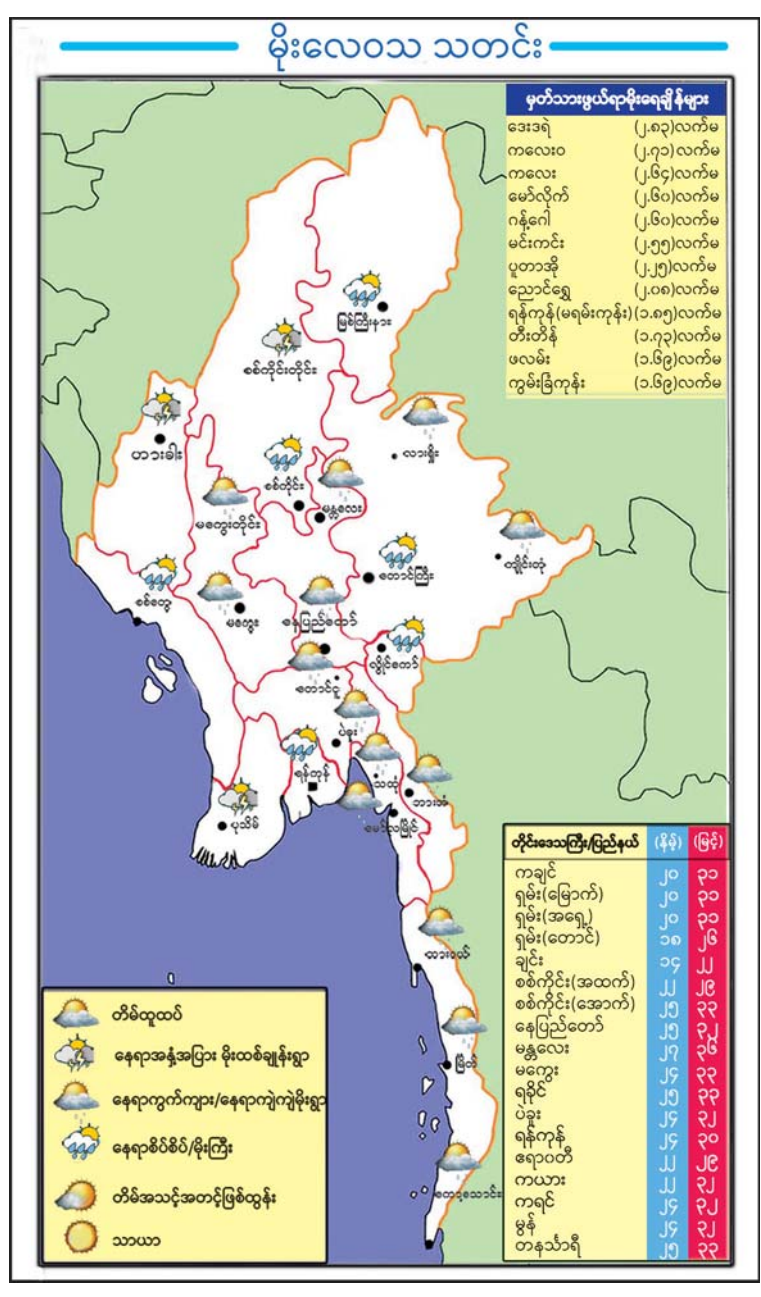 မိုးလေဝသ သတင်း
မှတ်သားဖွယ်ရာမိုးရေချိန်များ
ဒေးဒရဲ (၂.၈၃)လက်မ
ကလေးဝ (၂.၇၁)လက်မ
ကလေး (၂.၆၄)လက်မ
မော်လိုက် (၂.၆၀)လက်မ
ဂန့်ဂေါ (၂.၆၀)လက်မ
မင်းကင်း (၂.၅၅)လက်မ
ပူတာအို (၂.၂၅)လက်မ
ညောင်ရွှေ (၂.၀၈)လက်မ
ရန်ကုန်(မရမ်းကုန်း)(၁.၈၅)လက်မ
တီးတိန် (၁.၇၃)လက်မ
ဖလမ်း (၁.၆၉)လက်မ
ကွမ်းခြံကုန်း (၁.၆၉)လက်မ
မြစ်ကြီးနား
စစ်ကိုင်းတိုင်း
ဟားခါး
လားရှိုး
စစ်ကိုင်း
မန္တလေး
မကွေးတိုင်း
ကျိုင်းတုံ
တောင်ကြီး
စစ်တွေ
မကွေး
နေပြည်တော်
လွိုင်ကော်
တောင်ငူ
ပဲခူး
ရန်ကုန်
သထုံ
ဘားအံ
ပုသိမ်
မော်လမြိုင်
ထားဝယ်
မြိတ်
ကော့သောင်း
တိမ်ထူထပ်
နေရာအနှံ့အပြား မိုးထစ်ချုန်းရွာ
နေရာကွက်ကျား/နေရာကျဲကျဲမိုးရွာ
နေရာစိပ်စိပ်/မိုးကြီး
တိမ်အသင့်အတင့်ဖြစ်ထွန်း
သာယာ
တိုင်းဒေသကြီး/ပြည်နယ် (နိမ့်) (မြင့်)
ကချင် ၂၀ ၃၁
ရှမ်း(မြောက်) ၂၀ ၃၁
ရှမ်း(အရှေ့) ၂၀ ၃၁
ရှမ်း(တောင်) ၁၈ ၂၆
ချင်း ၁၄ ၂၂
စစ်ကိုင်း(အထက်) ၂၂ ၂၉
စစ်ကိုင်း(အောက်) ၂၅ ၃၃
နေပြည်တော် ၂၅ ၃၂
မန္တလေး ၂၇ ၃၆
မကွေး ၂၄ ၃၃
ရခိုင် ၂၅ ၃၃
ပဲခူး ၂၄ ၃၂
ရန်ကုန် ၂၄ ၃၀
ဧရာဝတီ ၂၂ ၂၉
ကယား ၂၂ ၃၂
ကရင် ၂၄ ၃၂
မွန် ၂၄ ၃၂
တနင်္သာရီ ၂၅ ၃၃